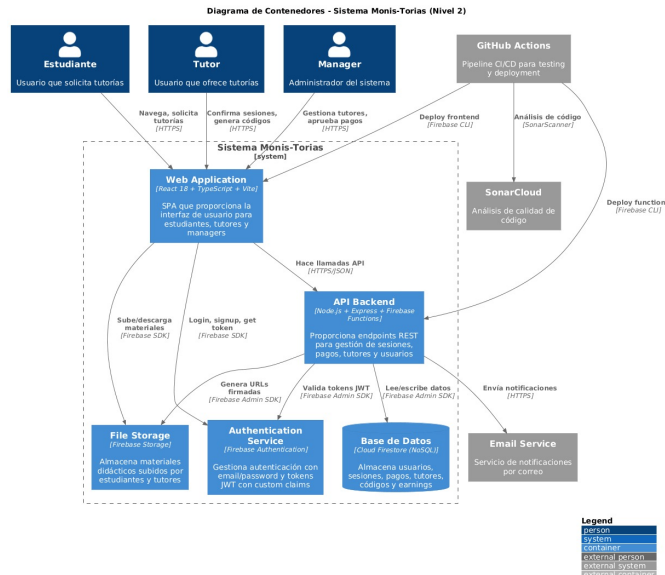 Diagrama de Contenedores - Sistema Monis-Torias (Nivel 2)
Estudiante
Usuario que solicita tutorías
Tutor
Usuario que ofrece tutorías
Manager
Administrador del sistema
GitHub Actions
Pipeline CI/CD para testing
y deployment
Navega, solicita
tutorías
[HTTPS]
Confirma sesiones,
genera códigos
[HTTPS]
Gestiona tutores,
aprueba pagos
[HTTPS]
Deploy frontend
[Firebase CLI]
Análisis de código
[SonarScanner]
Sistema Monis-Torias
[system]
Web Application
[React 18 + TypeScript + Vite]
SPA que proporciona la
interfaz de usuario para
estudiantes, tutores y
managers
SonarCloud
Análisis de calidad de
código
Deploy function
[Firebase CLI]
Hace llamadas API
[HTTPS/JSON]
Sube/descarga
materiales
[Firebase SDK]
Login, signup, get
token
[Firebase SDK]
API Backend
[Node.js + Express + Firebase
Functions]
Proporciona endpoints REST
para gestión de sesiones,
pagos, tutores y usuarios
Genera URLs
firmadas
[Firebase Admin SDK]
Valida tokens JWT
[Firebase Admin SDK]
Lee/escribe datos
[Firebase Admin SDK]
Envía notificaciones
[HTTPS]
File Storage
[Firebase Storage]
Almacena materiales
didácticos subidos por
estudiantes y tutores
Authentication
Service
[Firebase Authentication]
Gestiona autenticación con
email/password y tokens
JWT con custom claims
Base de Datos
[Cloud Firestore (NoSQL)]
Almacena usuarios,
sesiones, pagos, tutores,
códigos y earnings
Email Service
Servicio de notificaciones
por correo
Legend
person
system
container
external person
external system
external container